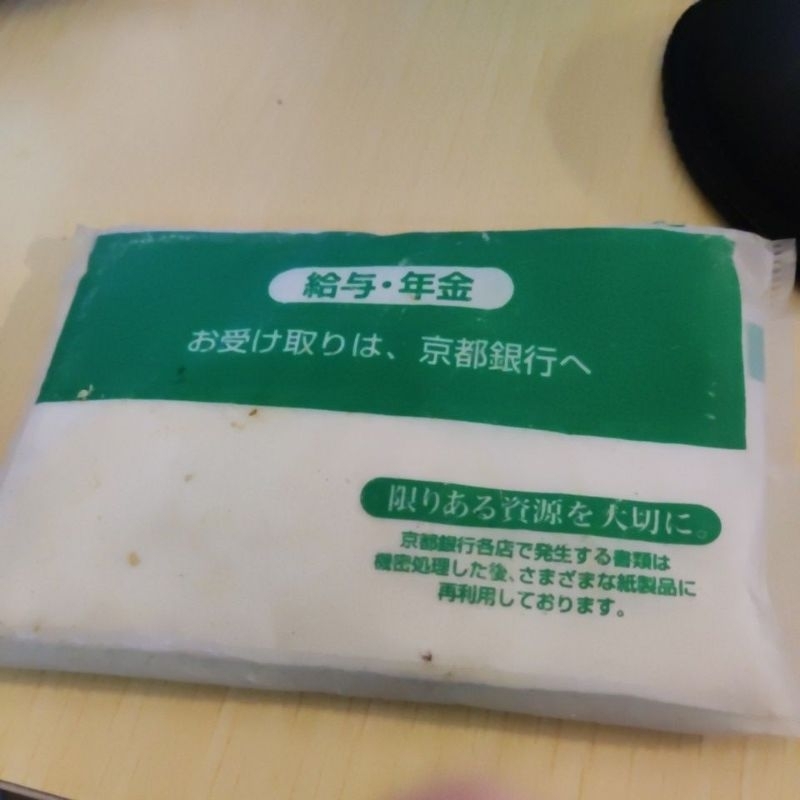 給与・年金
お受け取りは、京都銀行へ
限りある資源を大切に。
京都銀行各店で発生する書類は
機密処理した後、さまざまな紙製品に
再利用しております。